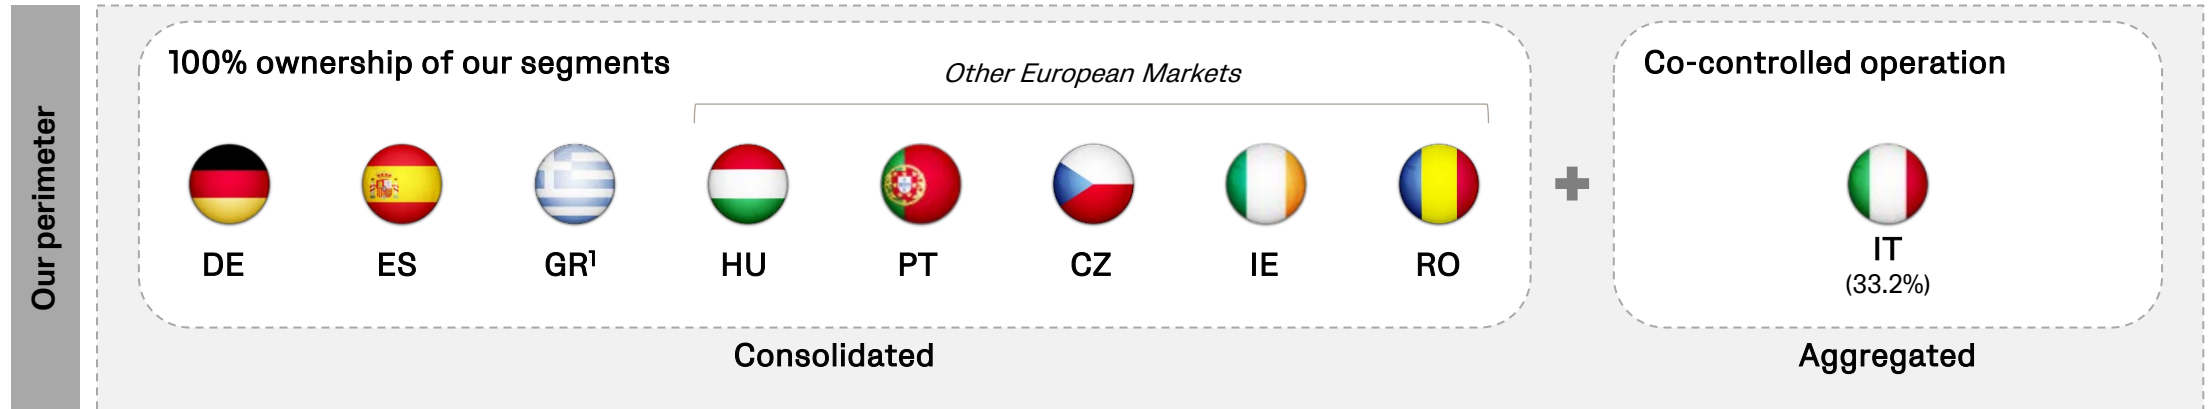 Our perimeter
100% ownership of our segments
Other European Markets
DE
ES
GR¹
HU
PT
CZ
IE
RO
Consolidated
+
Co-controlled operation
IT
(33.2%)
Aggregated